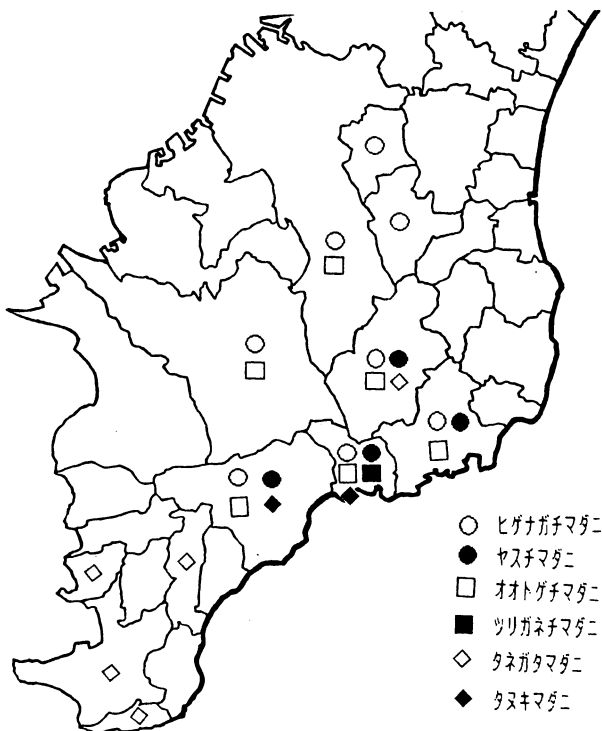 ○ ヒゲナガチマダニ
● ヤスチマダニ
□ オオトゲチマダニ
■ ツリガネチマダニ
◇ タネガタマダニ
◆ タヌキマダニ